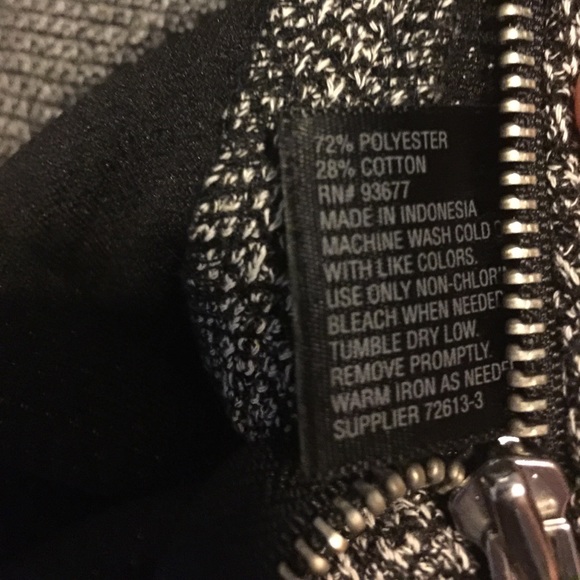 72% POLYESTER
28% COTTON
RN# 93677
MADE IN INDONESIA
MACHINE WASH COLD
WITH LIKE COLORS.
USE ONLY NON-CHLOR
BLEACH WHEN NEEDED
TUMBLE DRY LOW.
REMOVE PROMPTLY.
WARM IRON AS NEEDE
SUPPLIER 72613-3